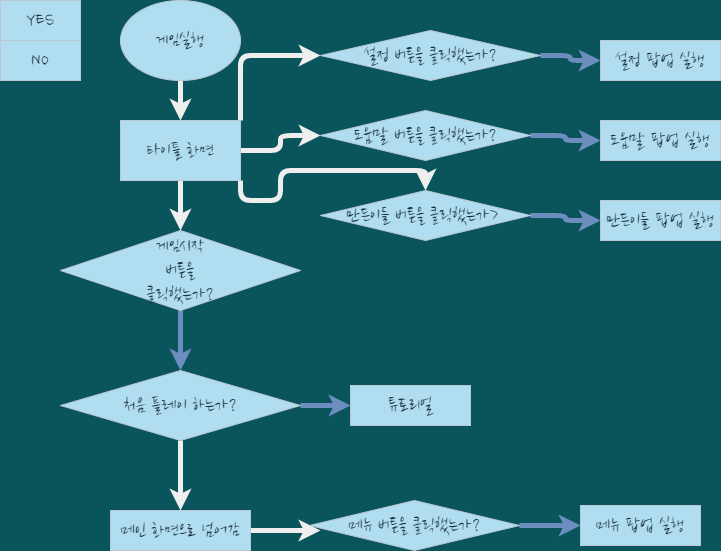 YES
NO
게임실행
설정 버튼을 클릭했는가?
설정 팝업 실행
타이틀 화면
도움말 버튼을 클릭했는가?
도움말 팝업 실행
만든이들 버튼을 클릭했는가>
만든이들 팝업 실행
게임시작
버튼을
클릭했는가?
처음 플레이 하는가?
튜토리얼
메인 화면으로 넘어감
메뉴 버튼을 클릭했는가?
메뉴 팝업 실행